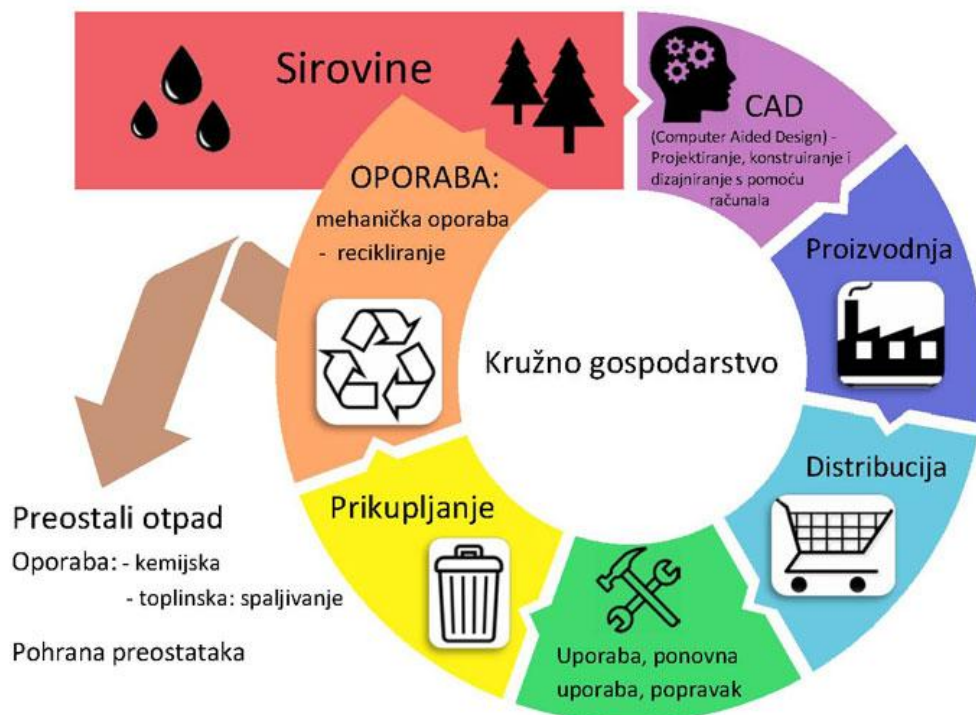 Sirovine
CAD
(Computer Aided Design) -
Projektiranje, konstruiranje i
dizajniranje s pomoću
računala
Proizvodnja
Distribucija
Uporaba, ponovna
uporaba, popravak
Prikupljanje
OPORABA:
mehanička oporaba
- recikliranje
Kružno gospodarstvo
Preostali otpad
Oporaba: - kemijska
- toplinska: spaljivanje
Pohrana preostataka